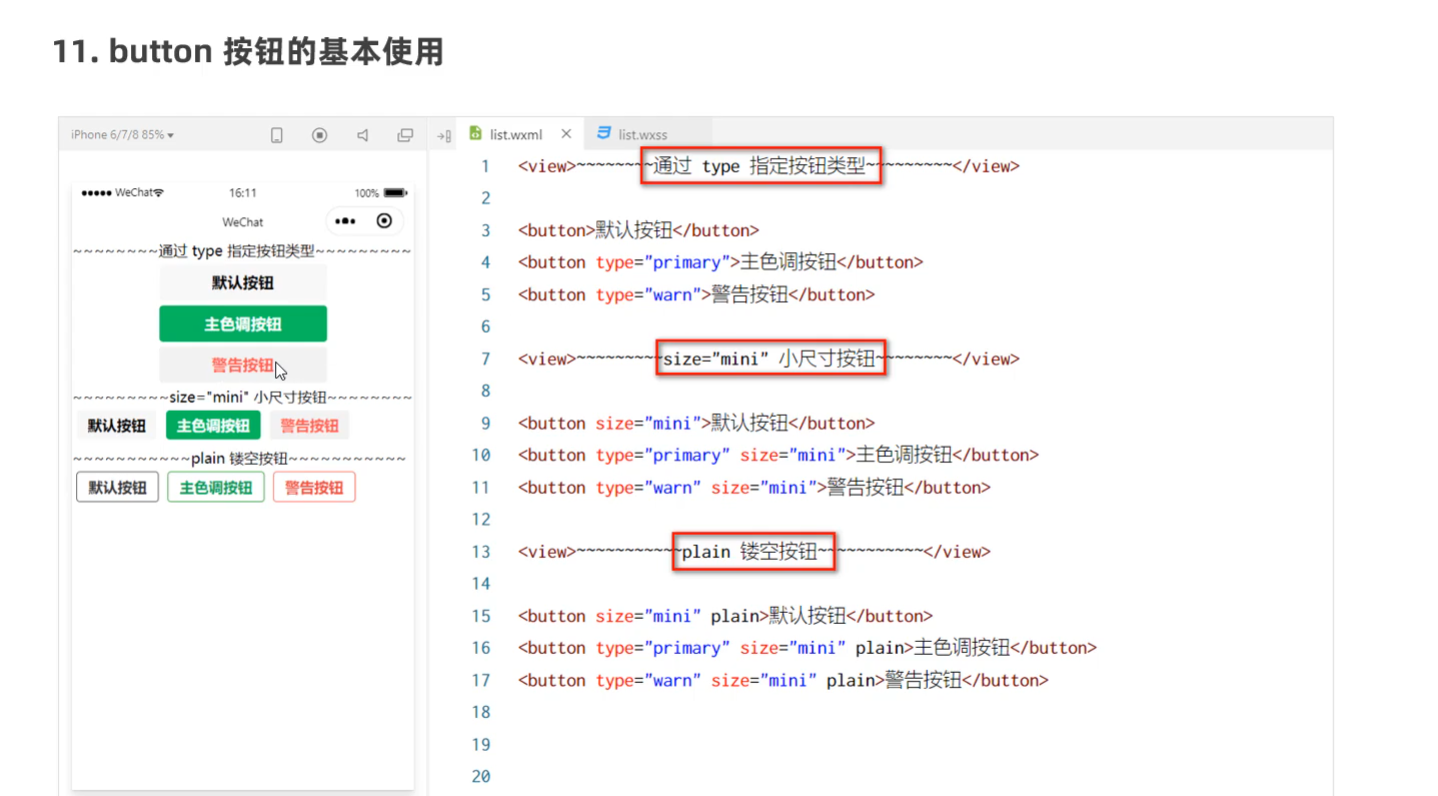 11. button 按钮的基本使用
iPhone 6/7/8 85%
●●●●● WeChat 16:11 100%
WeChat
~~~~~~~~通过 type 指定按钮类型~~~~~~~~~
默认按钮
主色调按钮
警告按钮
~~~~~~~~~size="mini" 小尺寸按钮~~~~~~~~
默认按钮 主色调按钮 警告按钮
~~~~~~~~~~~plain 镂空按钮~~~~~~~~~~~
默认按钮 主色调按钮 警告按钮
list.wxml list.wxss
1 <view>~~~~~~~~通过 type 指定按钮类型~~~~~~~~~</view>
2
3 <button>默认按钮</button>
4 <button type="primary">主色调按钮</button>
5 <button type="warn">警告按钮</button>
6
7 <view>~~~~~~~~~size="mini" 小尺寸按钮~~~~~~~~</view>
8
9 <button size="mini">默认按钮</button>
10 <button type="primary" size="mini">主色调按钮</button>
11 <button type="warn" size="mini">警告按钮</button>
12
13 <view>~~~~~~~~~~~plain 镂空按钮~~~~~~~~~~~</view>
14
15 <button size="mini" plain>默认按钮</button>
16 <button type="primary" size="mini" plain>主色调按钮</button>
17 <button type="warn" size="mini" plain>警告按钮</button>
18
19
20